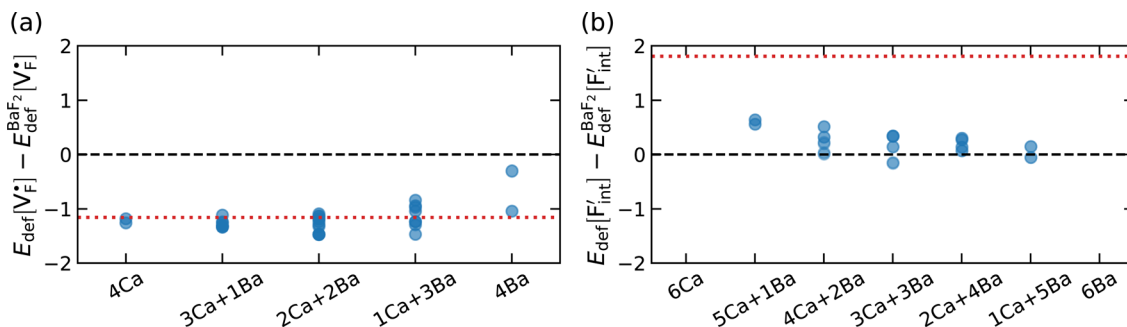 (a)
E_def[V_F^•] − E_def^BaF₂[V_F^•]
2
1
0
−1
−2
4Ca
3Ca+1Ba
2Ca+2Ba
1Ca+3Ba
4Ba
(b)
E_def[F′_int] − E_def^BaF₂[F′_int]
2
1
0
−1
−2
6Ca
5Ca+1Ba
4Ca+2Ba
3Ca+3Ba
2Ca+4Ba
1Ca+5Ba
6Ba